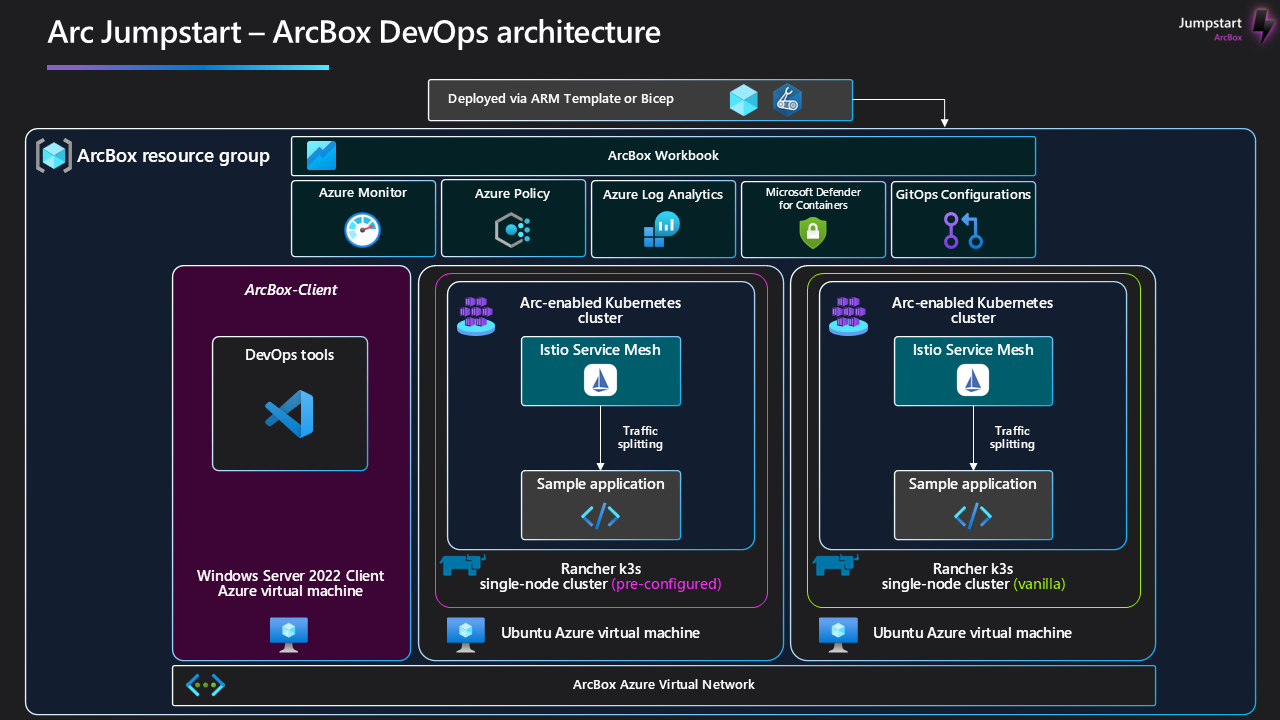 Arc Jumpstart – ArcBox DevOps architecture
Jumpstart
ArcBox
Deployed via ARM Template or Bicep
ArcBox resource group
ArcBox Workbook
Azure Monitor
Azure Policy
Azure Log Analytics
Microsoft Defender
for Containers
GitOps Configurations
ArcBox-Client
DevOps tools
Windows Server 2022 Client
Azure virtual machine
Arc-enabled Kubernetes
cluster
Istio Service Mesh
Traffic
splitting
Sample application
Rancher k3s
single-node cluster (pre-configured)
Ubuntu Azure virtual machine
Arc-enabled Kubernetes
cluster
Istio Service Mesh
Traffic
splitting
Sample application
Rancher k3s
single-node cluster (vanilla)
Ubuntu Azure virtual machine
ArcBox Azure Virtual Network